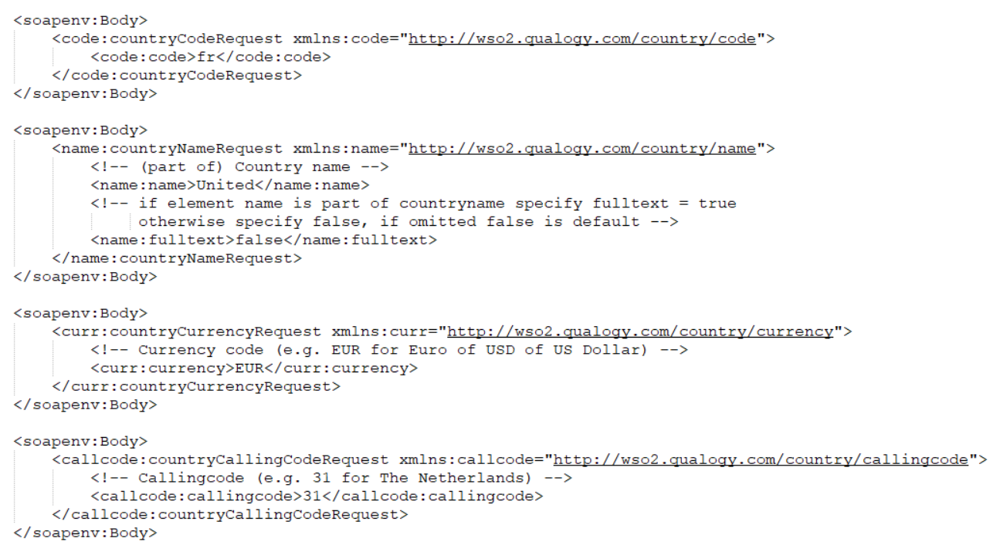 <soapenv:Body>
<code:countryCodeRequest xmlns:code="http://wso2.qualogy.com/country/code">
<code:code>fr</code:code>
</code:countryCodeRequest>
</soapenv:Body>
<soapenv:Body>
<name:countryNameRequest xmlns:name="http://wso2.qualogy.com/country/name">
<!-- (part of) Country name -->
<name:name>United</name:name>
<!-- if element name is part of countryname specify fulltext = true
otherwise specify false, if omitted false is default -->
<name:fulltext>false</name:fulltext>
</name:countryNameRequest>
</soapenv:Body>
<soapenv:Body>
<curr:countryCurrencyRequest xmlns:curr="http://wso2.qualogy.com/country/currency">
<!-- Currency code (e.g. EUR for Euro of USD of US Dollar) -->
<curr:currency>EUR</curr:currency>
</curr:countryCurrencyRequest>
</soapenv:Body>
<soapenv:Body>
<callcode:countryCallingCodeRequest xmlns:callcode="http://wso2.qualogy.com/country/callingcode">
<!-- Callingcode (e.g. 31 for The Netherlands) -->
<callcode:callingcode>31</callcode:callingcode>
</callcode:countryCallingCodeRequest>
</soapenv:Body>